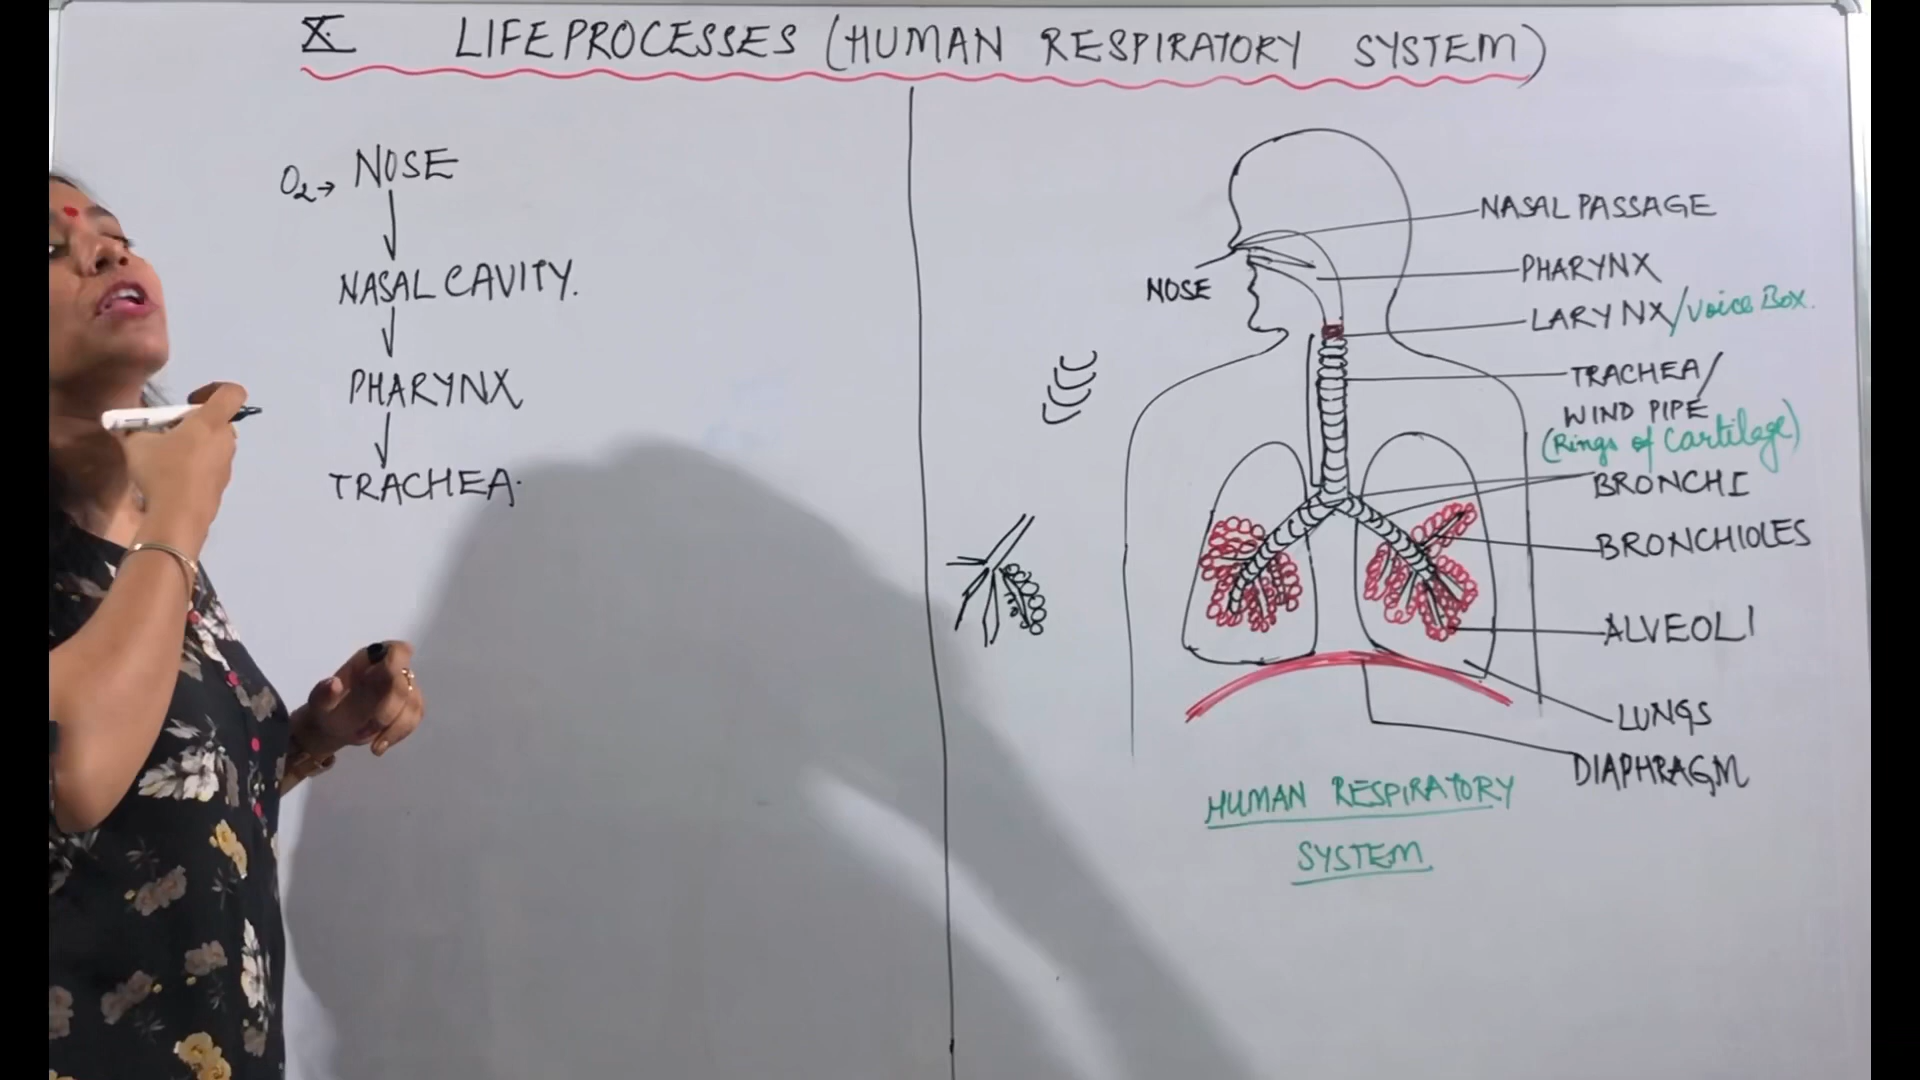 X LIFE PROCESSES (HUMAN RESPIRATORY SYSTEM)
O2→ NOSE
NASAL CAVITY.
PHARYNX
TRACHEA.
NASAL PASSAGE
PHARYNX
NOSE
LARYNX/Voice Box.
TRACHEA/
WIND PIPE
(Rings of Cartilage)
BRONCHI
BRONCHIOLES
ALVEOLI
LUNGS
DIAPHRAGM
HUMAN RESPIRATORY
SYSTEM